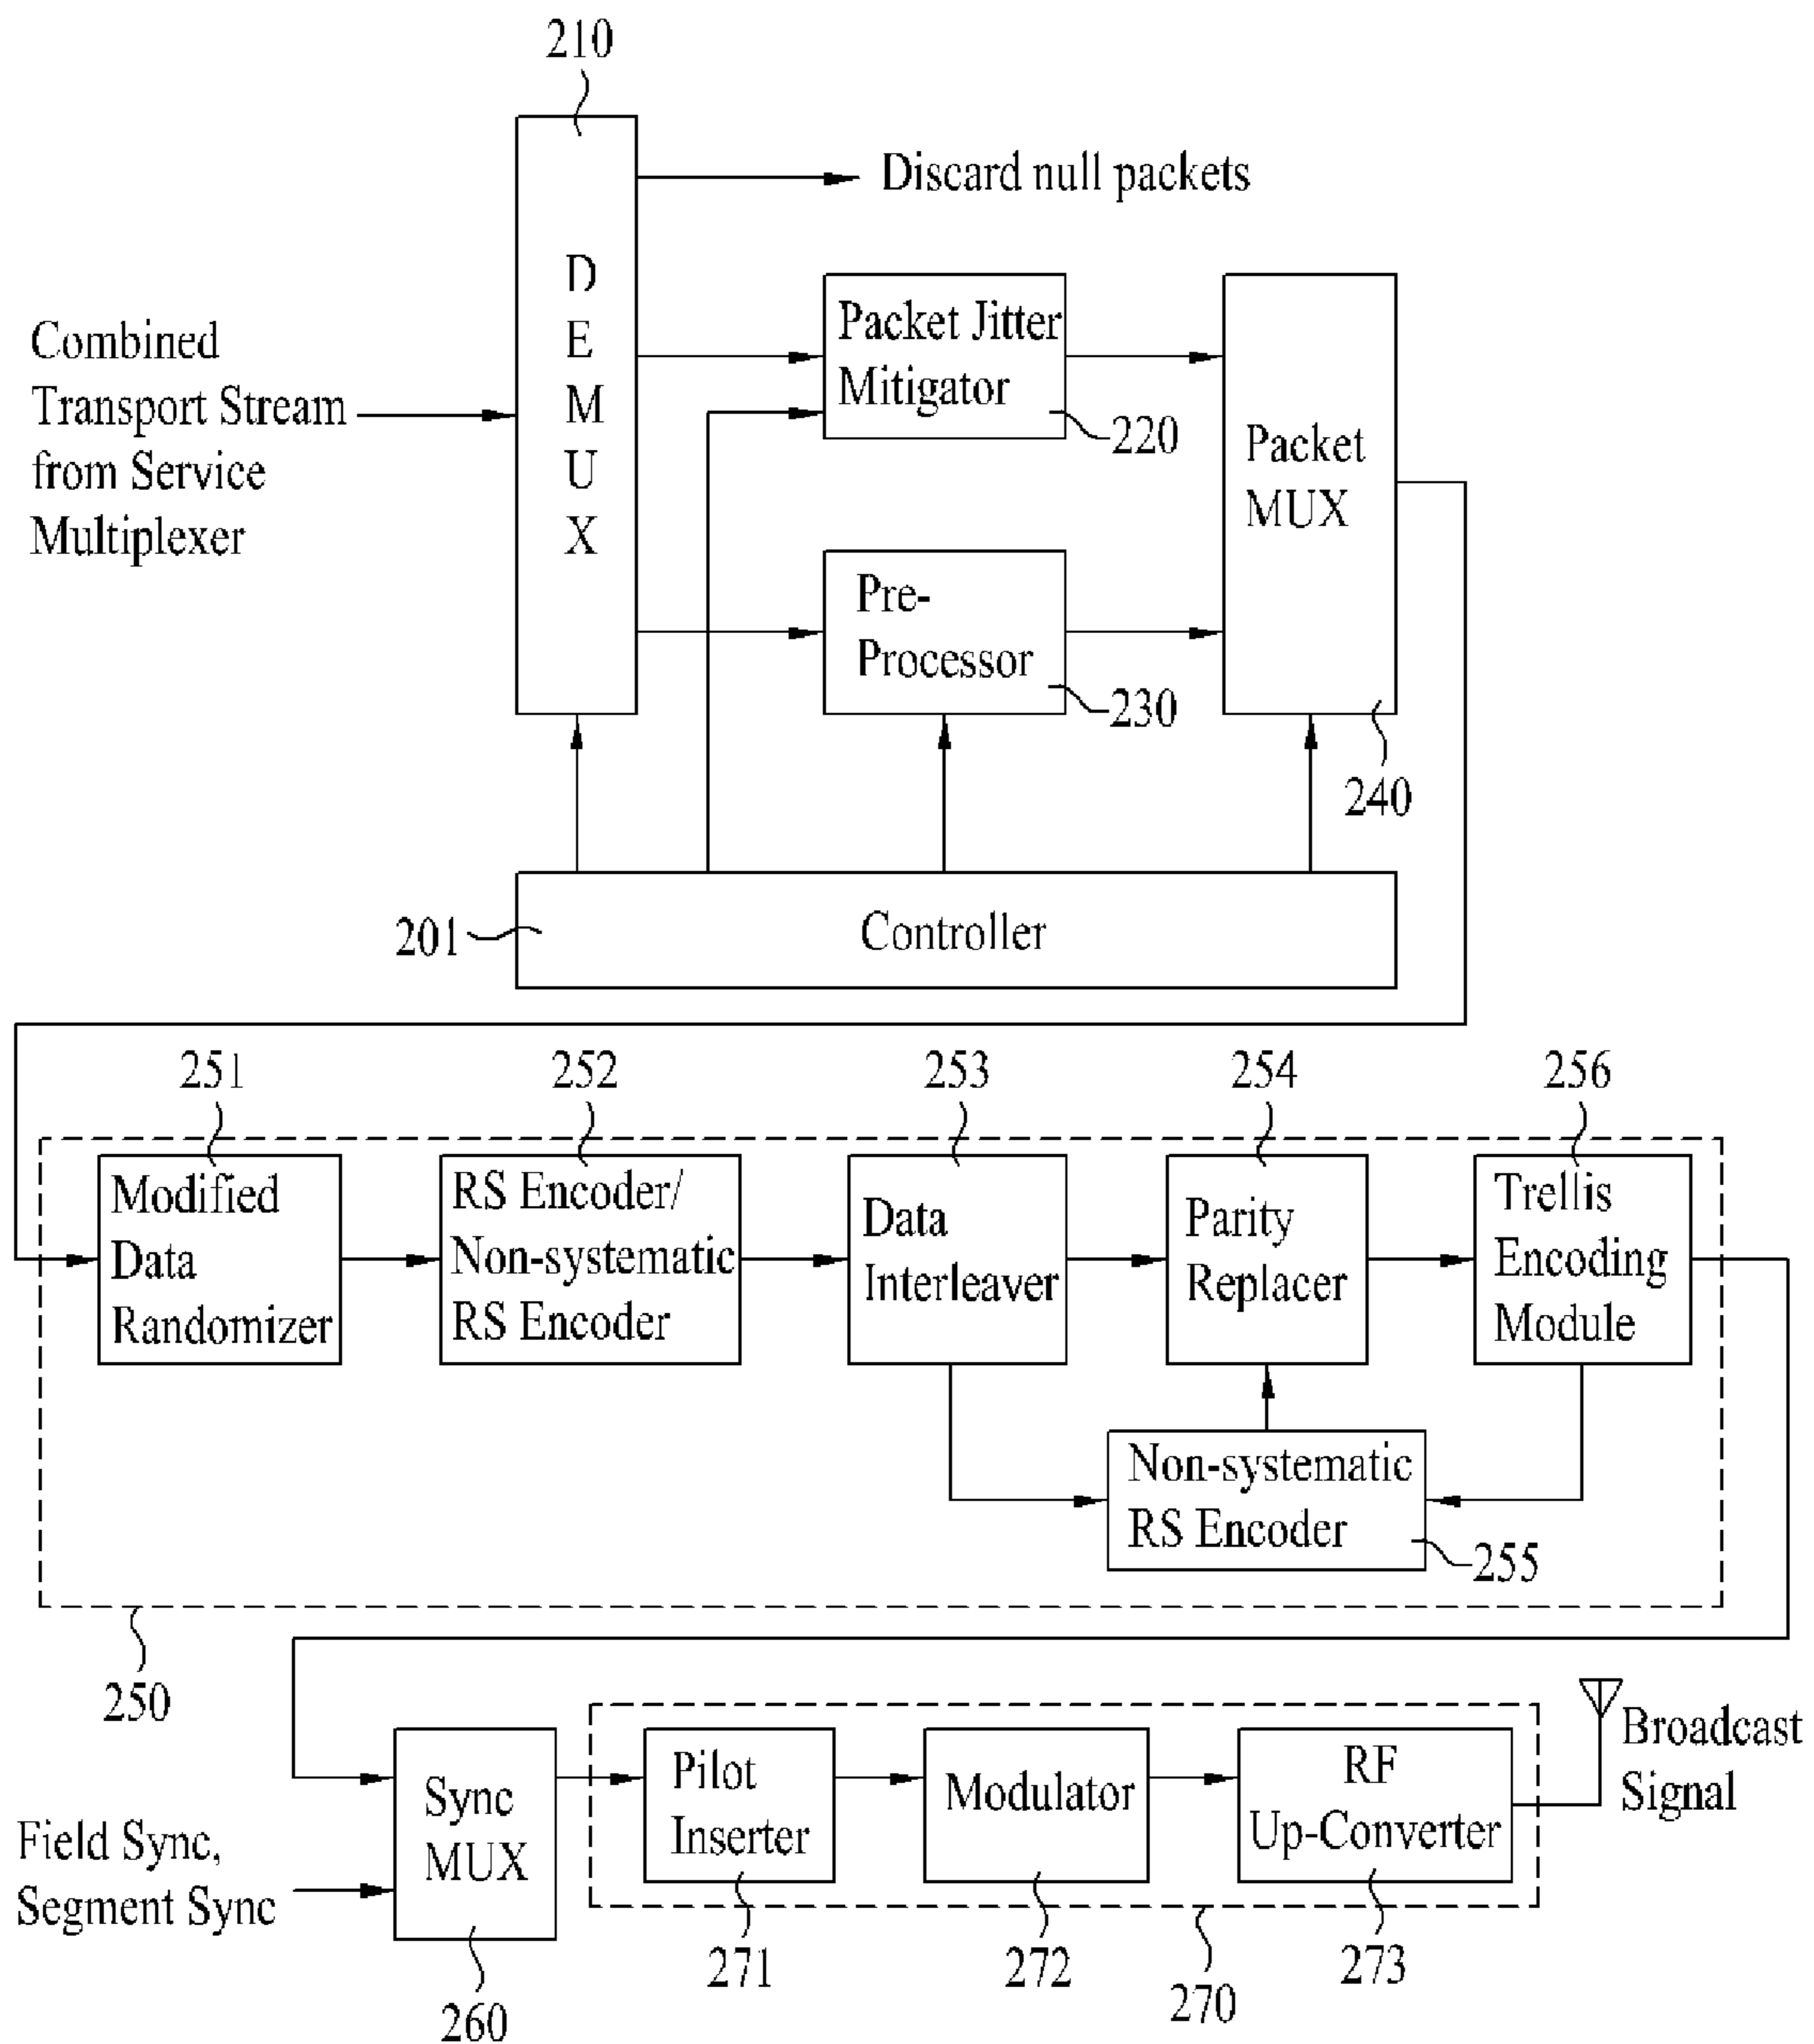 210
Discard null packets
D
E
M
U
X
Combined
Transport Stream
from Service
Multiplexer
Packet Jitter
Mitigator
220
Packet
MUX
Pre-
Processor
230
240
201
Controller
251
252
253
254
256
Modified
Data
Randomizer
RS Encoder/
Non-systematic
RS Encoder
Data
Interleaver
Parity
Replacer
Trellis
Encoding
Module
Non-systematic
RS Encoder
255
250
Sync
MUX
Pilot
Inserter
Modulator
RF
Up-Converter
Broadcast
Signal
Field Sync,
Segment Sync
260
271
272
270
273